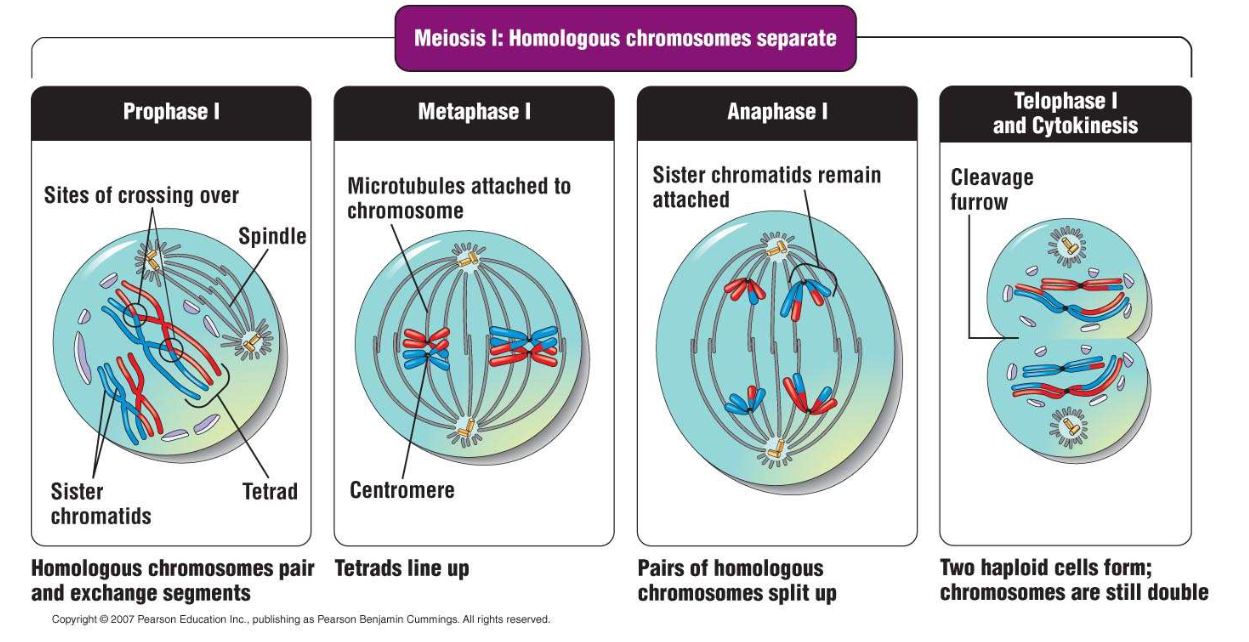 Meiosis I: Homologous chromosomes separate
Prophase I
Sites of crossing over
Spindle
Sister
chromatids
Tetrad
Homologous chromosomes pair
and exchange segments
Metaphase I
Microtubules attached to
chromosome
Centromere
Tetrads line up
Anaphase I
Sister chromatids remain
attached
Pairs of homologous
chromosomes split up
Telophase I
and Cytokinesis
Cleavage
furrow
Two haploid cells form;
chromosomes are still double
Copyright © 2007 Pearson Education Inc., publishing as Pearson Benjamin Cummings. All rights reserved.